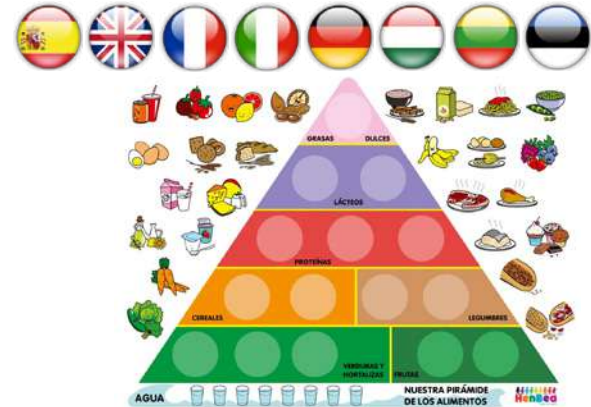 GRASAS DULCES
LÁCTEOS
PROTEÍNAS
CEREALES LEGUMBRES
VERDURAS Y
HORTALIZAS FRUTAS
AGUA NUESTRA PIRÁMIDE
DE LOS ALIMENTOS
HenBea